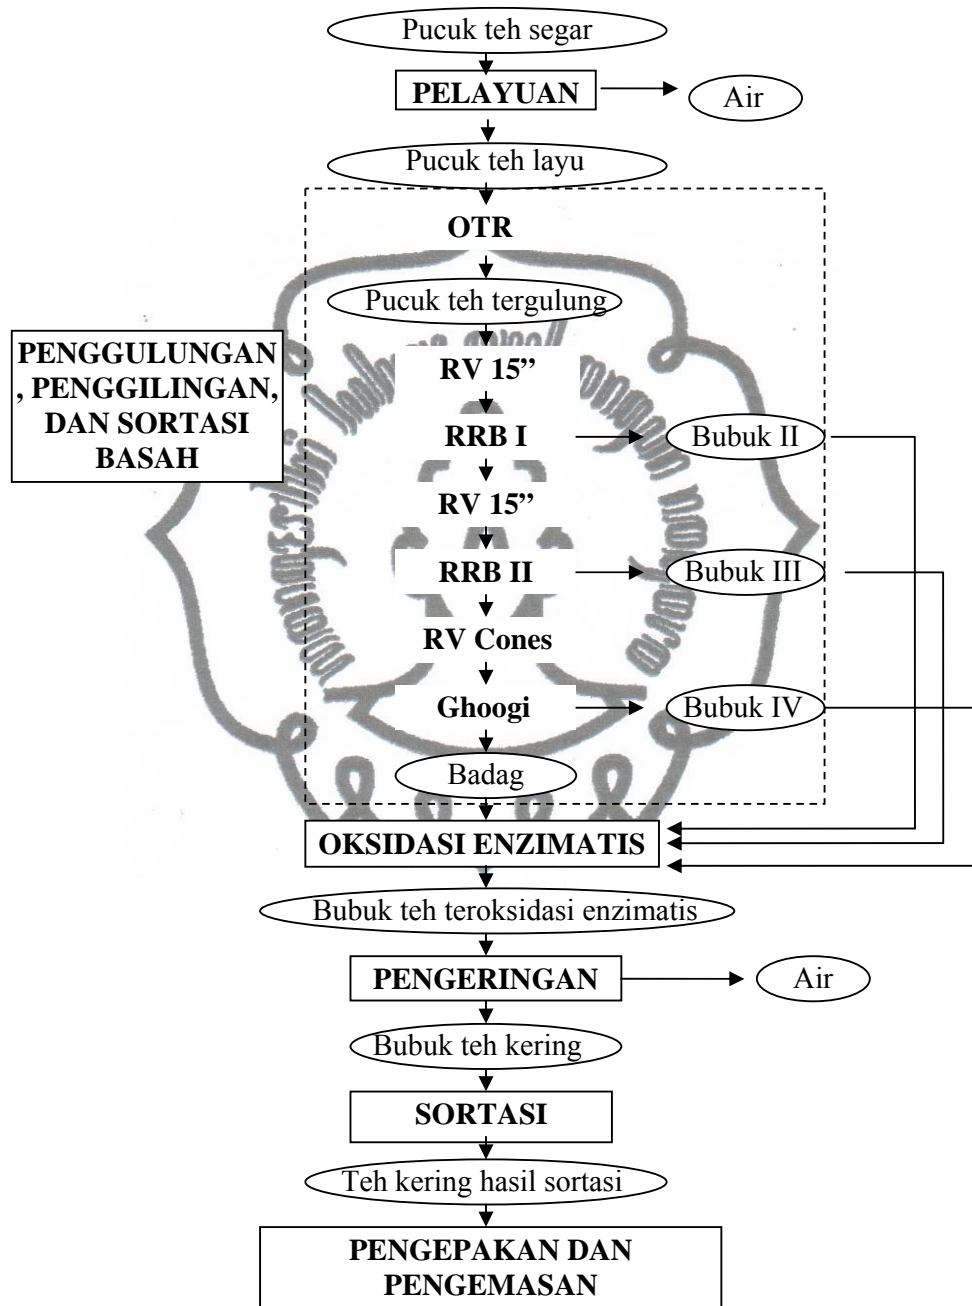 Pucuk teh segar
PELAYUAN
Air
Pucuk teh layu
OTR
Pucuk teh tergulung
PENGGULUNGAN
, PENGGILINGAN,
DAN SORTASI
BASAH
RV 15”
RRB I
Bubuk II
RV 15”
RRB II
Bubuk III
RV Cones
Ghoogi
Bubuk IV
Badag
OKSIDASI ENZIMATIS
Bubuk teh teroksidasi enzimatis
PENGERINGAN
Air
Bubuk teh kering
SORTASI
Teh kering hasil sortasi
PENGEPAKAN DAN
PENGEMASAN